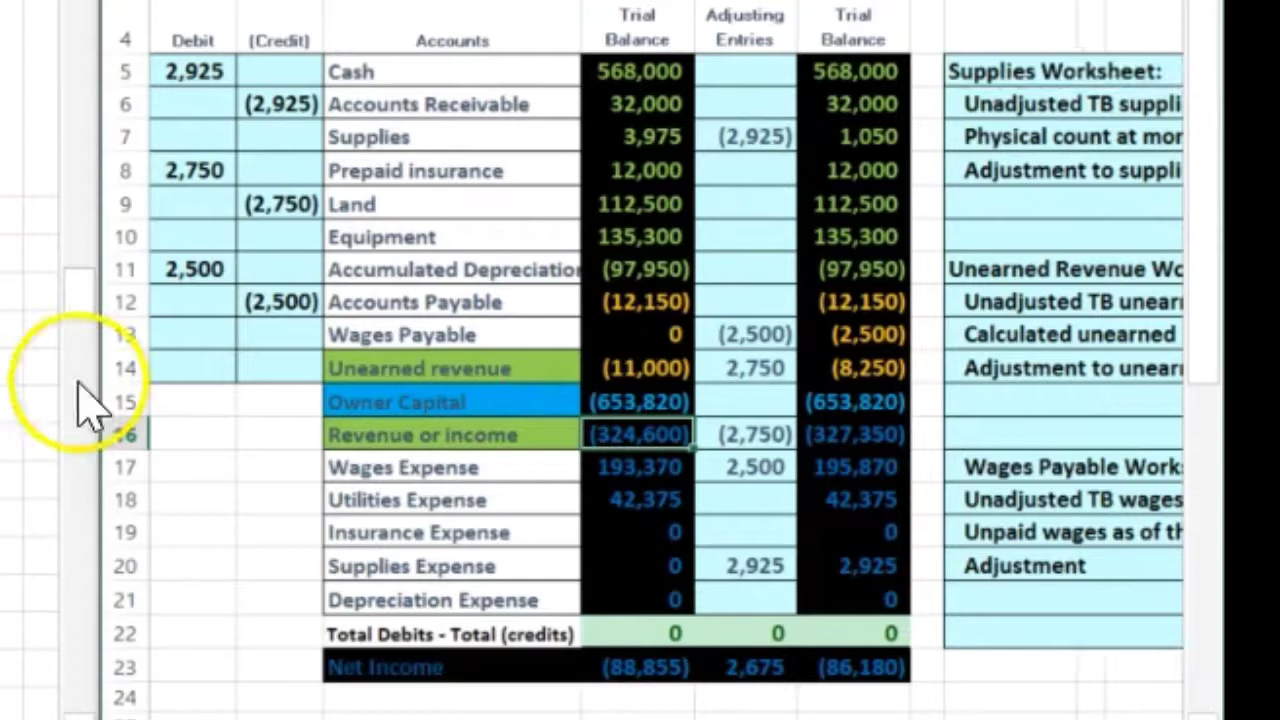 Trial Adjusting Trial
4 Debit (Credit) Accounts Balance Entries Balance
5 2,925 Cash 568,000 568,000 Supplies Worksheet:
6 (2,925) Accounts Receivable 32,000 32,000 Unadjusted TB suppli
7 Supplies 3,975 (2,925) 1,050 Physical count at mor
8 2,750 Prepaid insurance 12,000 12,000 Adjustment to suppli
9 (2,750) Land 112,500 112,500
10 Equipment 135,300 135,300
11 2,500 Accumulated Depreciation (97,950) (97,950) Unearned Revenue Wo
12 (2,500) Accounts Payable (12,150) (12,150) Unadjusted TB unearn
13 Wages Payable 0 (2,500) (2,500) Calculated unearned
14 Unearned revenue (11,000) 2,750 (8,250) Adjustment to unearn
15 Owner Capital (653,820) (653,820)
16 Revenue or income (324,600) (2,750) (327,350)
17 Wages Expense 193,370 2,500 195,870 Wages Payable Work
18 Utilities Expense 42,375 42,375 Unadjusted TB wages
19 Insurance Expense 0 0 Unpaid wages as of th
20 Supplies Expense 0 2,925 2,925 Adjustment
21 Depreciation Expense 0 0
22 Total Debits - Total (credits) 0 0 0
23 Net Income (88,855) 2,675 (86,180)
24